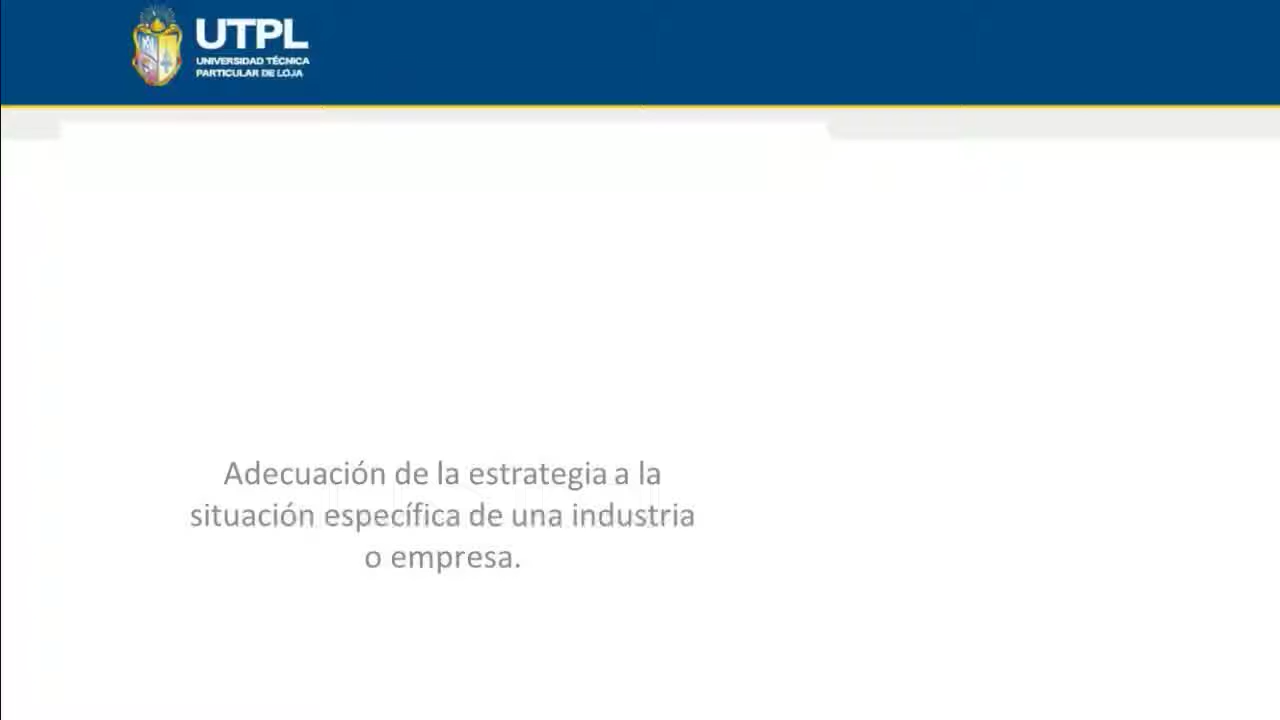 UTPL
UNIVERSIDAD TÉCNICA
PARTICULAR DE LOJA
Adecuación de la estrategia a la
situación específica de una industria
o empresa.